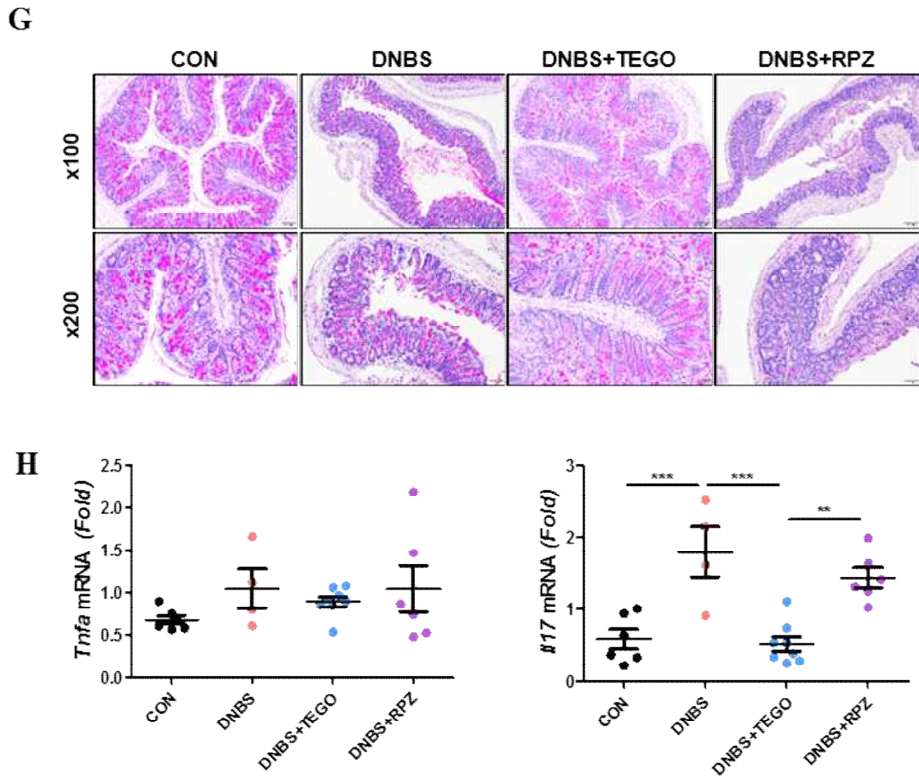 G
CON DNBS DNBS+TEGO DNBS+RPZ
x100
x200
H
Tnfa mRNA (Fold)
2.5
2.0
1.5
1.0
0.5
0.0
CON
DNBS
DNBS+TEGO
DNBS+RPZ
Il17 mRNA (Fold)
3
2
1
0
*** ***
**
CON
DNBS
DNBS+TEGO
DNBS+RPZ